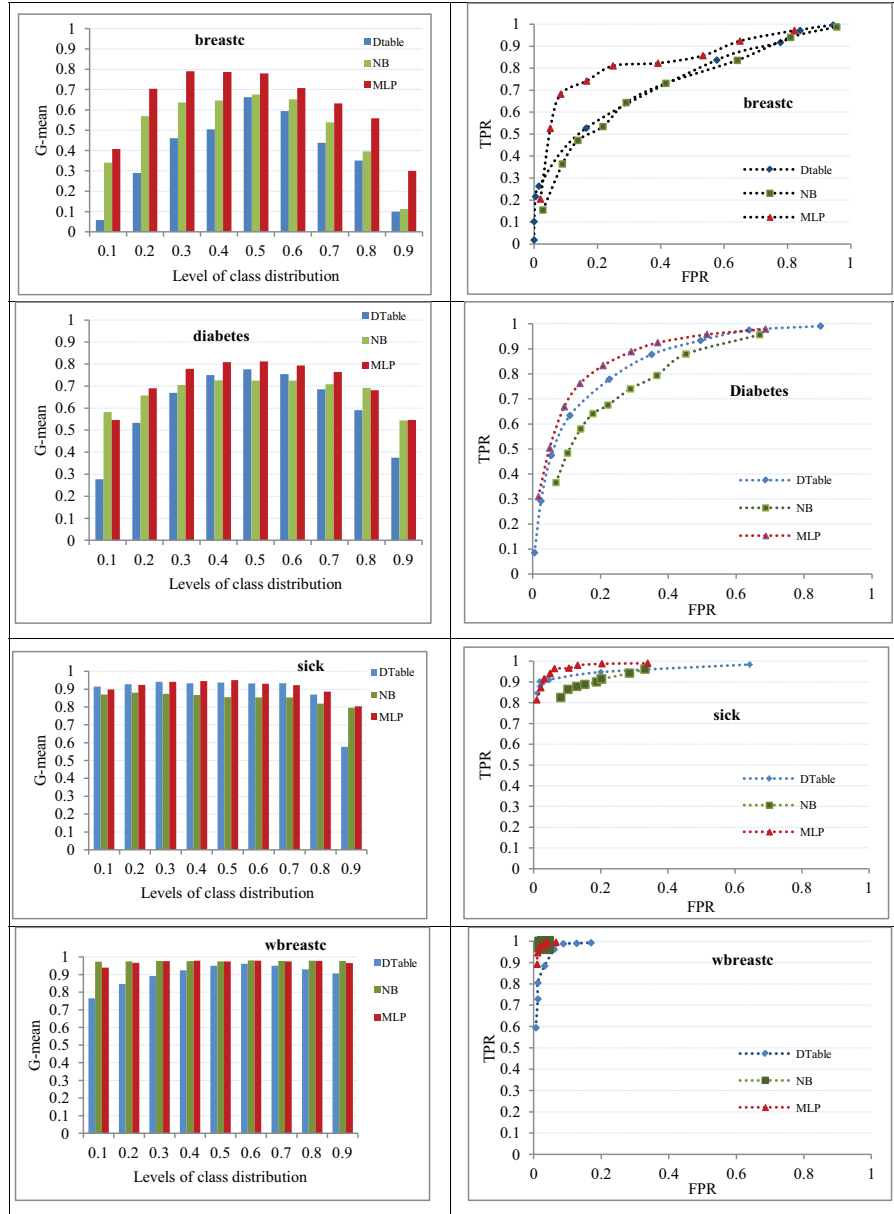 breastc
Dtable
NB
MLP
G-mean
1
0.9
0.8
0.7
0.6
0.5
0.4
0.3
0.2
0.1
0
0.1 0.2 0.3 0.4 0.5 0.6 0.7 0.8 0.9
Level of class distribution
TPR
1
0.9
0.8
0.7
0.6
0.5
0.4
0.3
0.2
0.1
0
breastc
Dtable
NB
MLP
0 0.2 0.4 0.6 0.8 1
FPR
diabetes
DTable
NB
MLP
G-mean
1
0.9
0.8
0.7
0.6
0.5
0.4
0.3
0.2
0.1
0
0.1 0.2 0.3 0.4 0.5 0.6 0.7 0.8 0.9
Levels of class distribution
TPR
1
0.9
0.8
0.7
0.6
0.5
0.4
0.3
0.2
0.1
0
Diabetes
DTable
NB
MLP
0 0.2 0.4 0.6 0.8 1
FPR
sick
DTable
NB
MLP
G-mean
1
0.9
0.8
0.7
0.6
0.5
0.4
0.3
0.2
0.1
0
0.1 0.2 0.3 0.4 0.5 0.6 0.7 0.8 0.9
Levels of class distribution
TPR
1
0.9
0.8
0.7
0.6
0.5
0.4
0.3
0.2
0.1
0
sick
DTable
NB
MLP
0 0.2 0.4 0.6 0.8 1
FPR
wbreastc
DTable
NB
MLP
G-mean
1
0.9
0.8
0.7
0.6
0.5
0.4
0.3
0.2
0.1
0
0.1 0.2 0.3 0.4 0.5 0.6 0.7 0.8 0.9
Levels of class distribution
TPR
1
0.9
0.8
0.7
0.6
0.5
0.4
0.3
0.2
0.1
0
wbreastc
DTable
NB
MLP
0 0.2 0.4 0.6 0.8 1
FPR